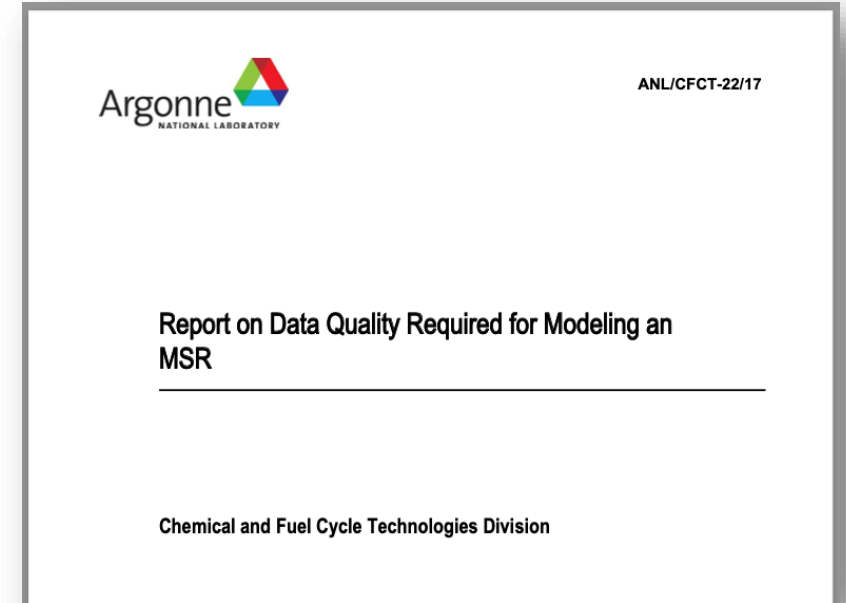 Argonne
NATIONAL LABORATORY
ANL/CFCT-22/17
Report on Data Quality Required for Modeling an
MSR
Chemical and Fuel Cycle Technologies Division